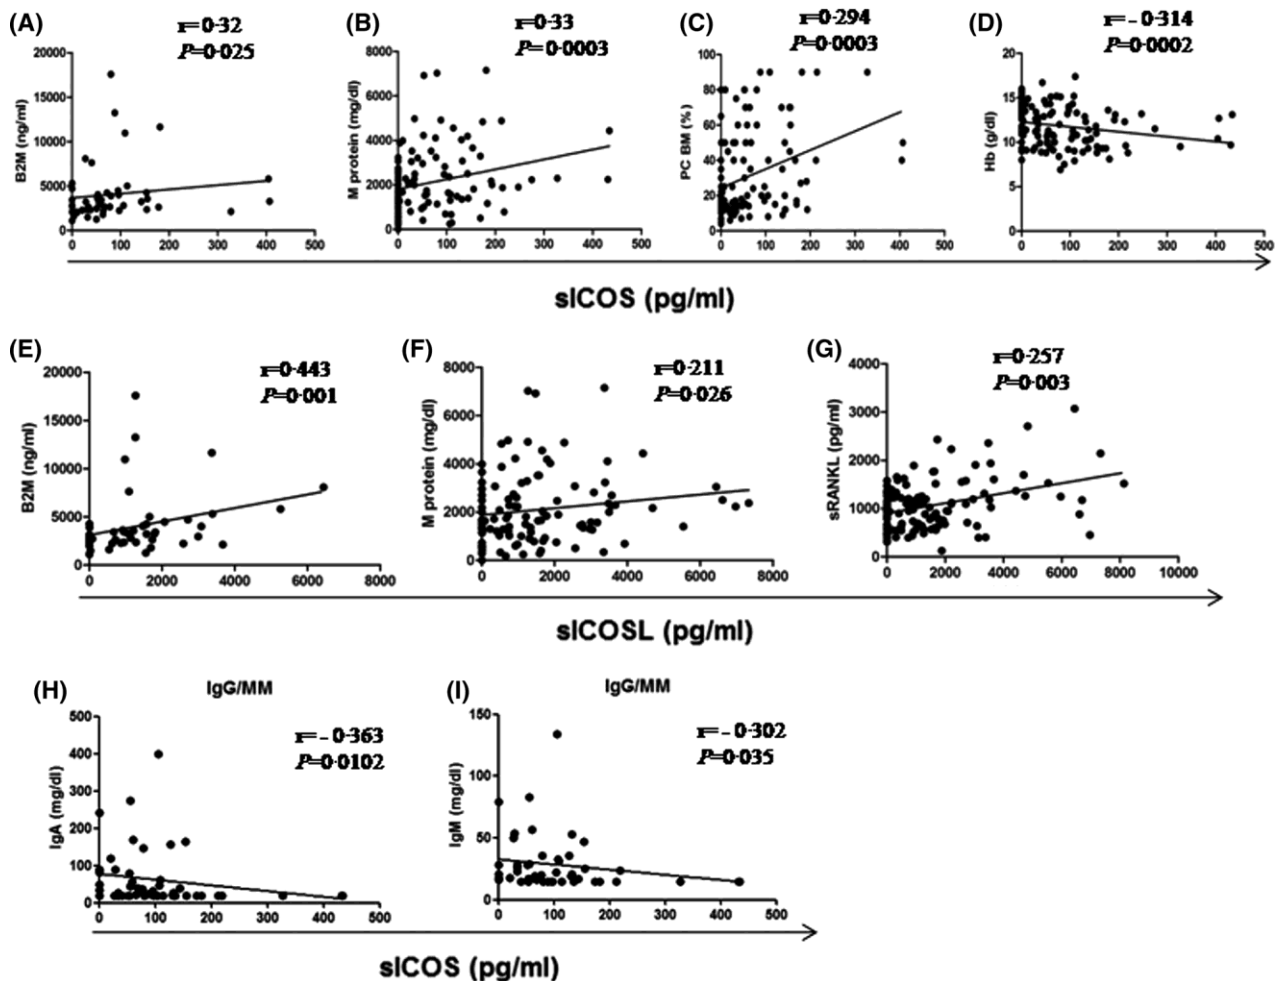 (A)
r=0·32
P=0·025
B2M (ng/ml)
20000
15000
10000
5000
0
0 100 200 300 400 500
(B)
r=0·33
P=0·0003
M protein (mg/dl)
8000
6000
4000
2000
0
0 100 200 300 400 500
(C)
r=0·294
P=0·0003
PC BM (%)
100
80
60
40
20
0
0 100 200 300 400 500
(D)
r=−0·314
P=0·0002
Hb (g/dl)
20
15
10
5
0
0 100 200 300 400 500
sICOS (pg/ml)
(E)
r=0·443
P=0·001
B2M (ng/ml)
20000
15000
10000
5000
0
0 2000 4000 6000 8000
(F)
r=0·211
P=0·026
M protein (mg/dl)
8000
6000
4000
2000
0
0 2000 4000 6000 8000
(G)
r=0·257
P=0·003
sRANKL (pg/ml)
4000
3000
2000
1000
0
0 2000 4000 6000 8000 10000
sICOSL (pg/ml)
(H)
IgG/MM
r=−0·363
P=0·0102
IgA (mg/dl)
500
400
300
200
100
0
0 100 200 300 400 500
(I)
IgG/MM
r=−0·302
P=0·035
IgM (mg/dl)
150
100
50
0
0 100 200 300 400 500
sICOS (pg/ml)